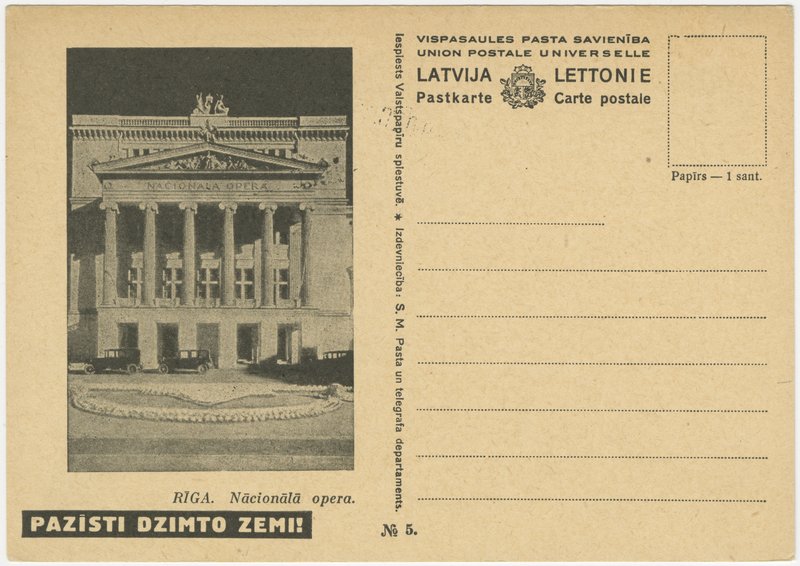 NACIONALA OPERA
RĪGA. Nācionālā opera.
PAZĪSTI DZIMTO ZEMI!
Iespiests Valstspapīru spiestuvē. * Izdevniecība: S. M. Pasta un telegrafa departaments.
№ 5.
VISPASAULES PASTA SAVIENĪBA
UNION POSTALE UNIVERSELLE
LATVIJA LETTONIE
Pastkarte Carte postale
Papīrs — 1 sant.